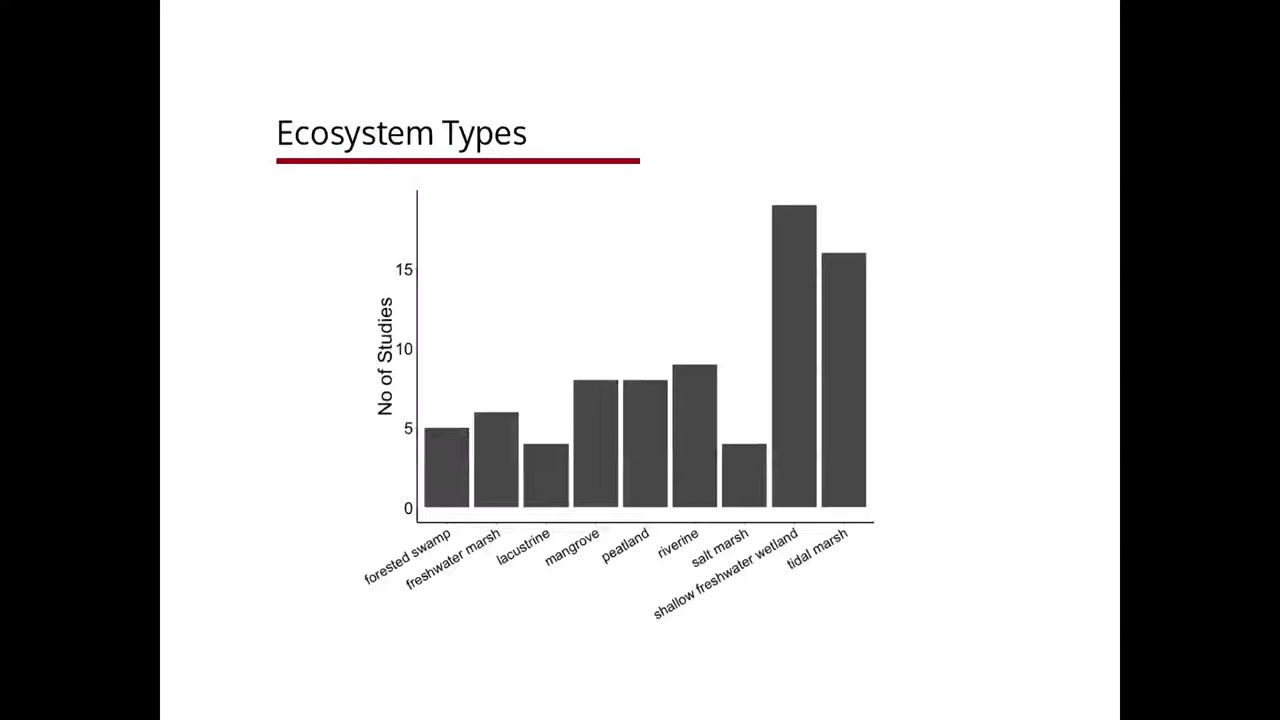 Ecosystem Types
No of Studies
15
10
5
0
forested swamp
freshwater marsh
lacustrine
mangrove
peatland
riverine
salt marsh
shallow freshwater wetland
tidal marsh